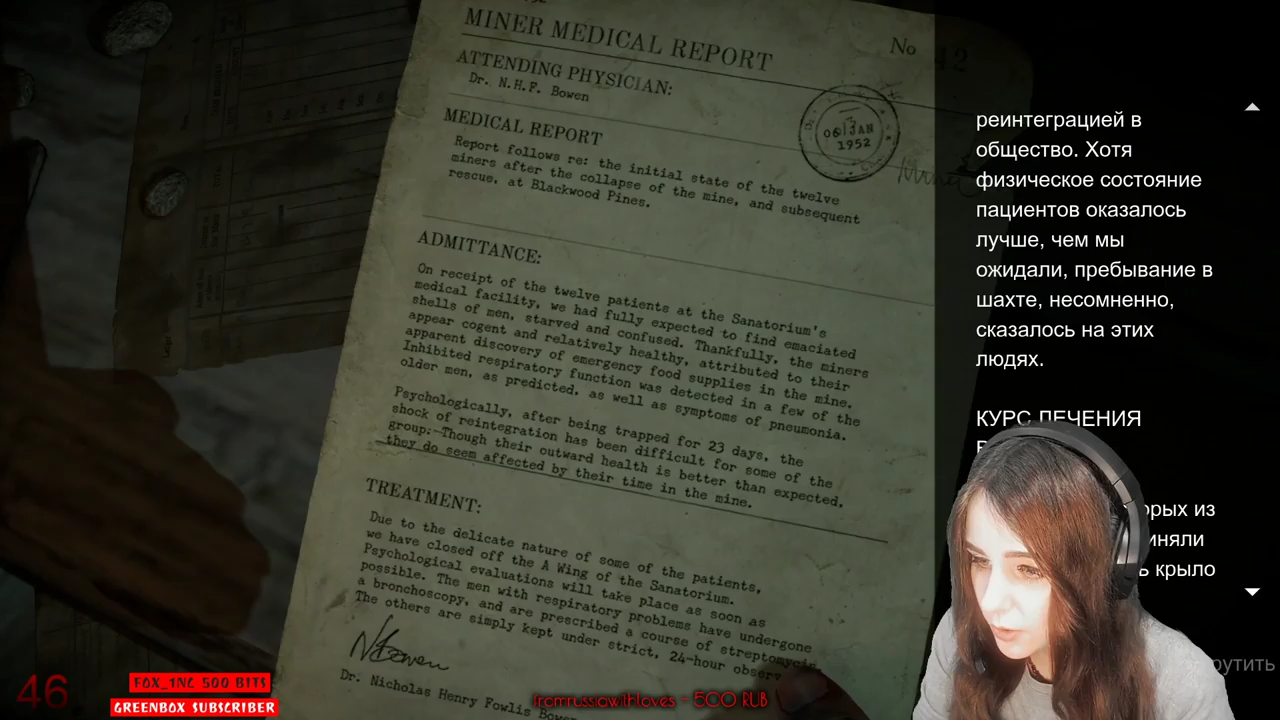 MINER MEDICAL REPORT
No 42
ATTENDING PHYSICIAN:
Dr. N.H.F. Bowen
06 JAN
1952
MEDICAL REPORT
Report follows re: the initial state of the twelve
miners after the collapse of the mine, and subsequent
rescue, at Blackwood Pines.
ADMITTANCE:
On receipt of the twelve patients at the Sanatorium's
medical facility, we had fully expected to find emaciated
shells of men, starved and confused. Thankfully, the miners
appear cogent and relatively healthy, attributed to their
apparent discovery of emergency food supplies in the mine.
Inhibited respiratory function was detected in a few of the
older men, as predicted, as well as symptoms of pneumonia.
Psychologically, after being trapped for 23 days, the
shock of reintegration has been difficult for some of the
group. Though their outward health is better than expected,
they do seem affected by their time in the mine.
TREATMENT:
Due to the delicate nature of some of the patients,
we have closed off the A Wing of the Sanatorium.
Psychological evaluations will take place as soon as
possible. The men with respiratory problems have undergone
a bronchoscopy, and are prescribed a course of streptomycin.
The others are simply kept under strict, 24-hour observ
NBowen
Dr. Nicholas Henry Fowlis Bowen
реинтеграцией в
общество. Хотя
физическое состояние
пациентов оказалось
лучше, чем мы
ожидали, пребывание в
шахте, несомненно,
сказалось на этих
людях.
КУРС ЛЕЧЕНИЯ
орых из
иняли
ь крыло
рутить
46
FOX_1NC 500 BITS
GREENBOX SUBSCRIBER
fromrussiawithloves - 500 RUB